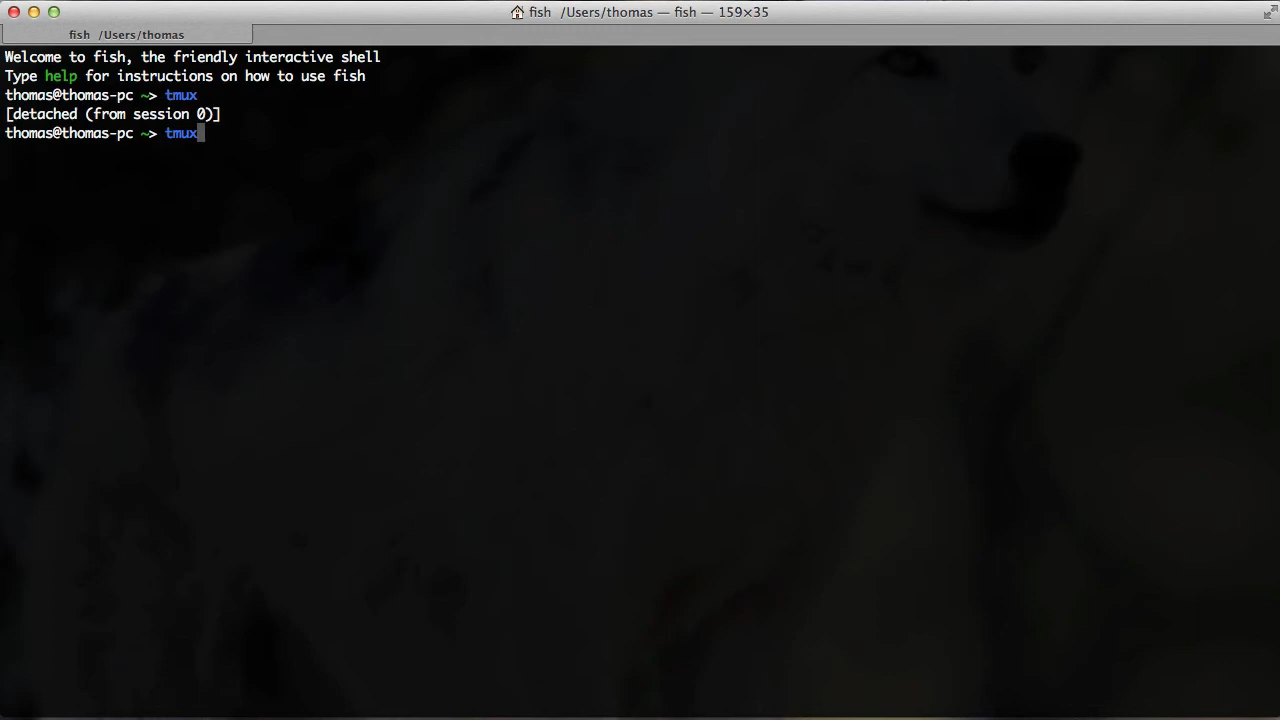 fish  /Users/thomas — fish — 159×35
fish  /Users/thomas
Welcome to fish, the friendly interactive shell
Type help for instructions on how to use fish
thomas@thomas-pc ~> tmux
[detached (from session 0)]
thomas@thomas-pc ~> tmux